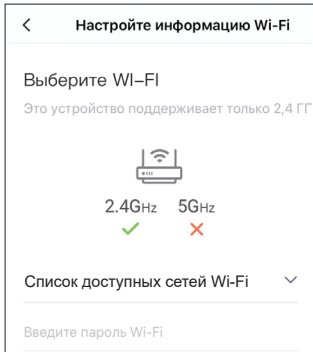 Настройте информацию Wi-Fi
Выберите WI–FI
Это устройство поддерживает только 2,4 ГГ
2.4GHz 5GHz
Список доступных сетей Wi-Fi
Введите пароль Wi-Fi